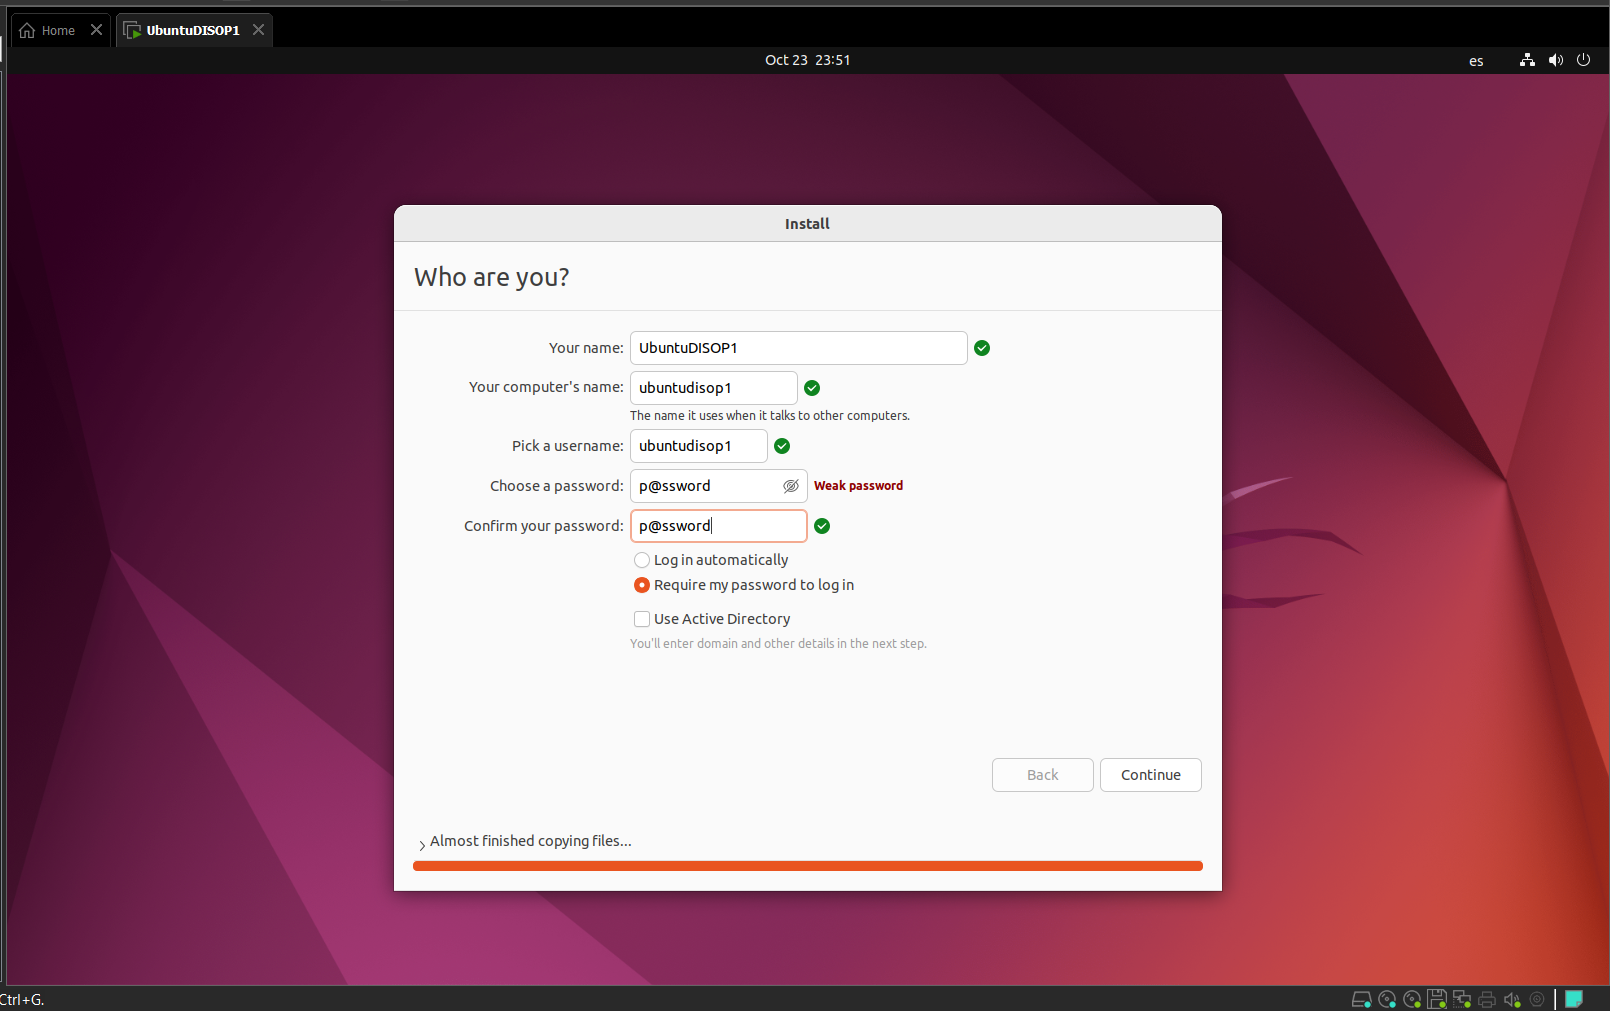 Home
UbuntuDISOP1
Oct 23 23:51
es
Install
Who are you?
Your name: UbuntuDISOP1
Your computer's name: ubuntudisop1
The name it uses when it talks to other computers.
Pick a username: ubuntudisop1
Choose a password: p@ssword Weak password
Confirm your password: p@ssword
Log in automatically
Require my password to log in
Use Active Directory
You'll enter domain and other details in the next step.
Back Continue
Almost finished copying files...
Ctrl+G.